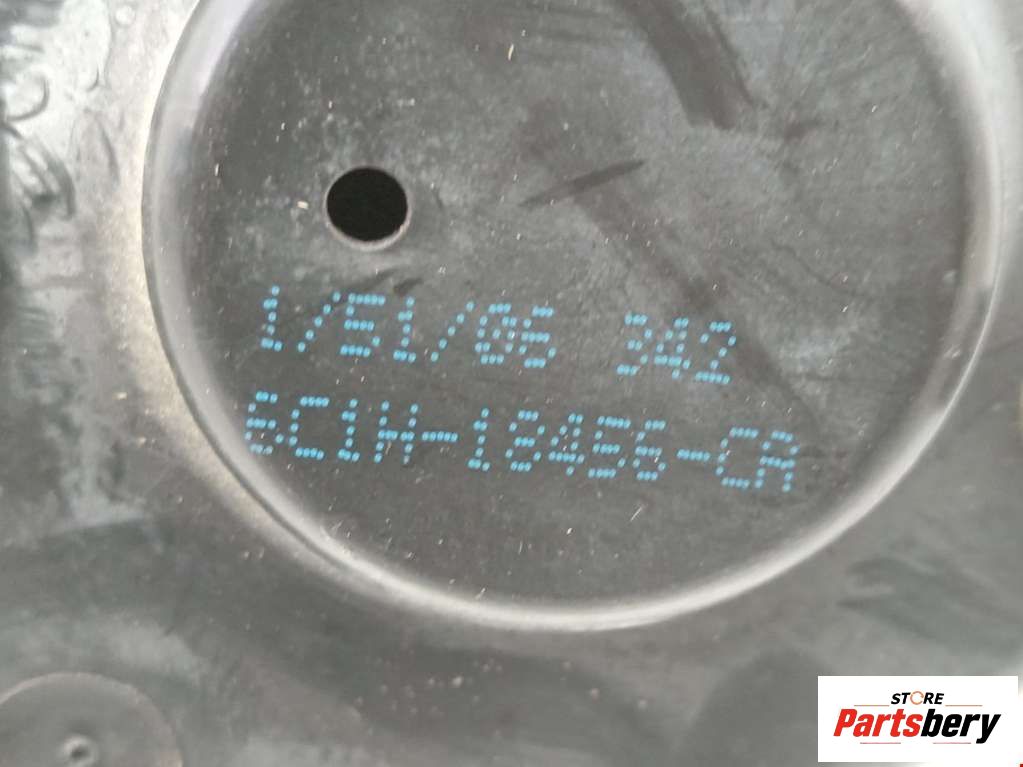 1/51/06 342
6C1H-18456-CA
STORE
Partsbery